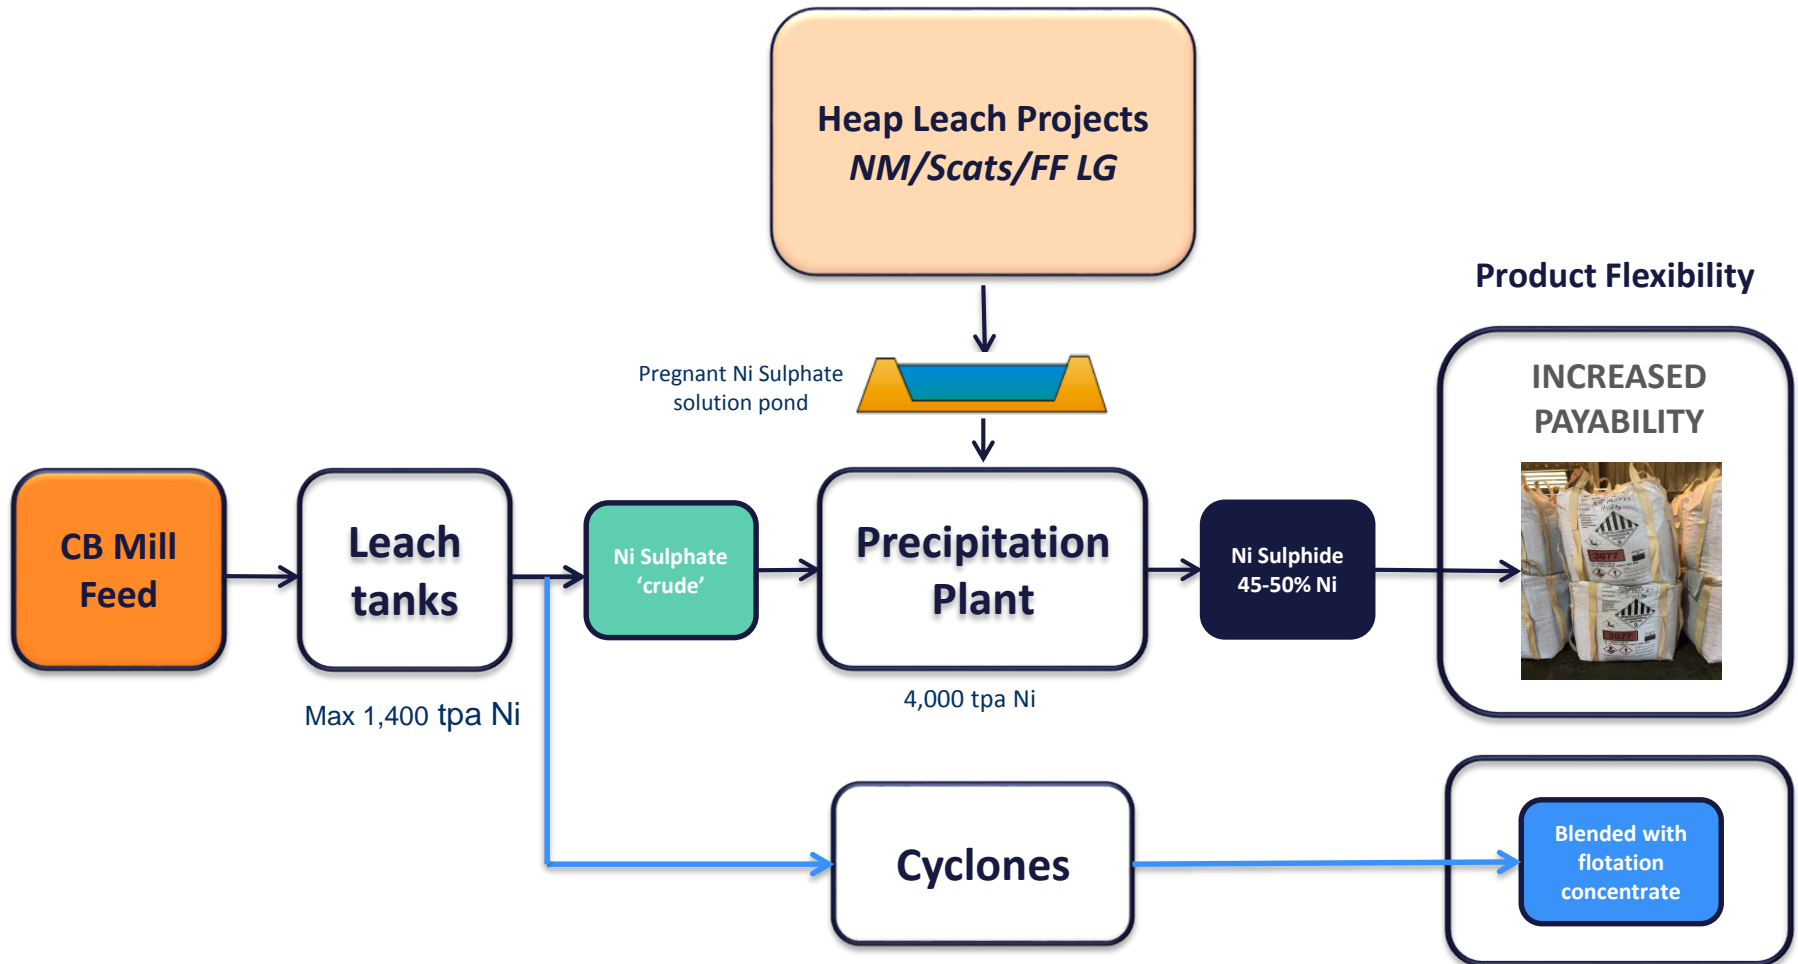 Heap Leach Projects
NM/Scats/FF LG
Product Flexibility
Pregnant Ni Sulphate
solution pond
INCREASED
PAYABILITY
CB Mill
Feed
Leach
tanks
Ni Sulphate
‘crude’
Precipitation
Plant
Ni Sulphide
45-50% Ni
3077
3077
Max 1,400 tpa Ni
4,000 tpa Ni
Cyclones
Blended with
flotation
concentrate